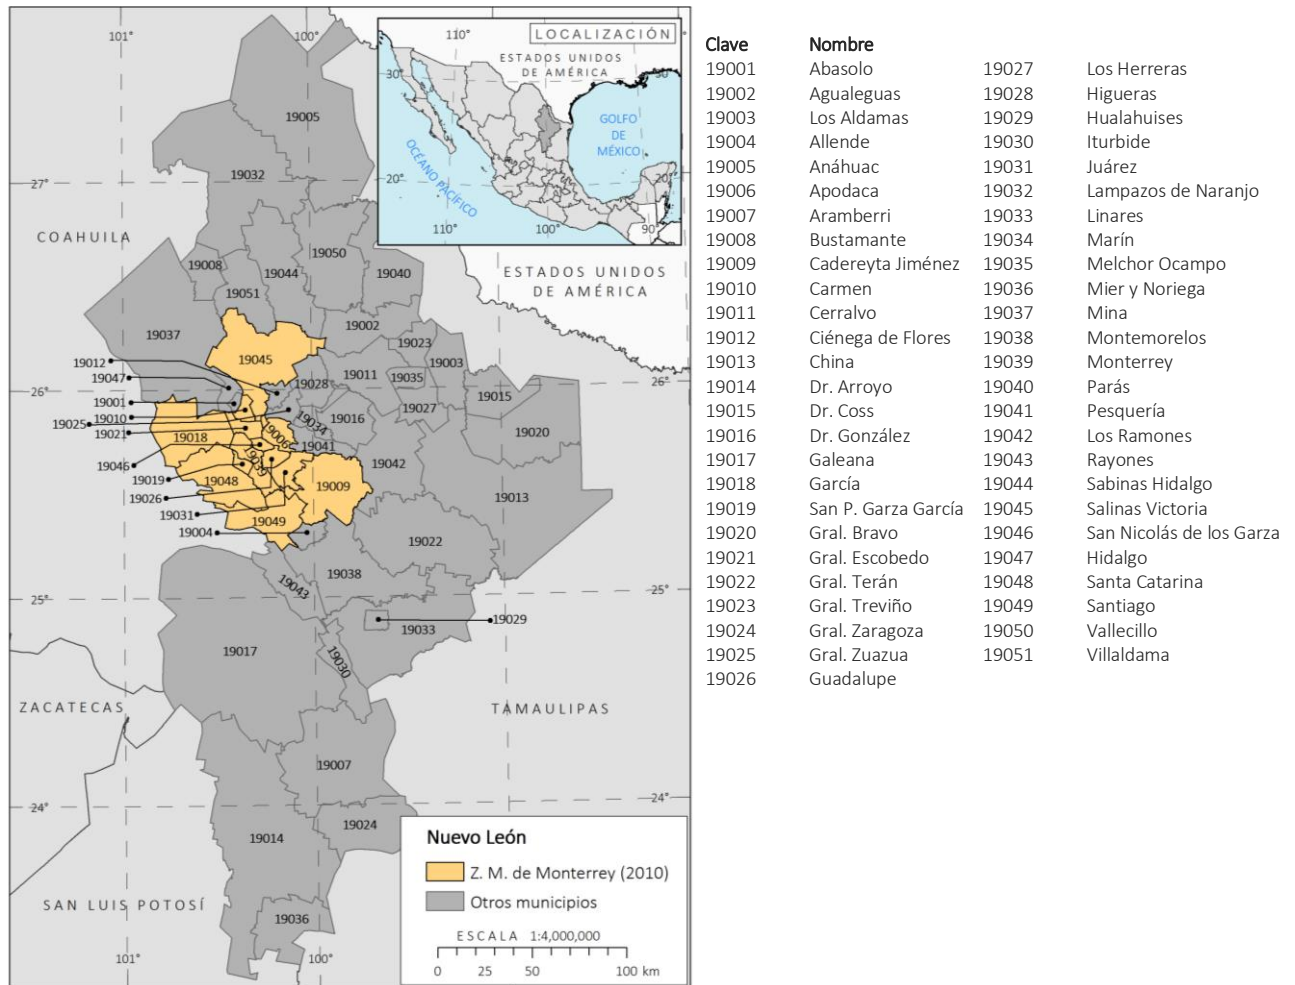 101°
100°
LOCALIZACIÓN
110°
ESTADOS UNIDOS
DE AMÉRICA
30°
30°
GOLFO
DE
MÉXICO
OCÉANO PACÍFICO
20°
20°
110°
100°
90°
19005
27°
19032
COAHUILA
19050
19008
19044
19040
19051
ESTADOS UNIDOS
DE AMÉRICA
19002
19037
19023
19012
19045
19003
19047
19011
19035
26°
26°
19028
19015
19001
19010
19027
19025
19016
19034
19021
19018
19006
19020
19041
19039
19042
19046
19019
19048
19009
19026
19013
19031
19049
19004
19022
19038
19043
25°
25°
19029
19033
19017
19030
ZACATECAS
TAMAULIPAS
19007
24°
24°
19024
19014
SAN LUIS POTOSÍ
19036
101°
100°
Nuevo León
Z. M. de Monterrey (2010)
Otros municipios
ESCALA 1:4,000,000
0 25 50 100 km
Clave Nombre
19001 Abasolo 19027 Los Herreras
19002 Agualeguas 19028 Higueras
19003 Los Aldamas 19029 Hualahuises
19004 Allende 19030 Iturbide
19005 Anáhuac 19031 Juárez
19006 Apodaca 19032 Lampazos de Naranjo
19007 Aramberri 19033 Linares
19008 Bustamante 19034 Marín
19009 Cadereyta Jiménez 19035 Melchor Ocampo
19010 Carmen 19036 Mier y Noriega
19011 Cerralvo 19037 Mina
19012 Ciénega de Flores 19038 Montemorelos
19013 China 19039 Monterrey
19014 Dr. Arroyo 19040 Parás
19015 Dr. Coss 19041 Pesquería
19016 Dr. González 19042 Los Ramones
19017 Galeana 19043 Rayones
19018 García 19044 Sabinas Hidalgo
19019 San P. Garza García 19045 Salinas Victoria
19020 Gral. Bravo 19046 San Nicolás de los Garza
19021 Gral. Escobedo 19047 Hidalgo
19022 Gral. Terán 19048 Santa Catarina
19023 Gral. Treviño 19049 Santiago
19024 Gral. Zaragoza 19050 Vallecillo
19025 Gral. Zuazua 19051 Villaldama
19026 Guadalupe